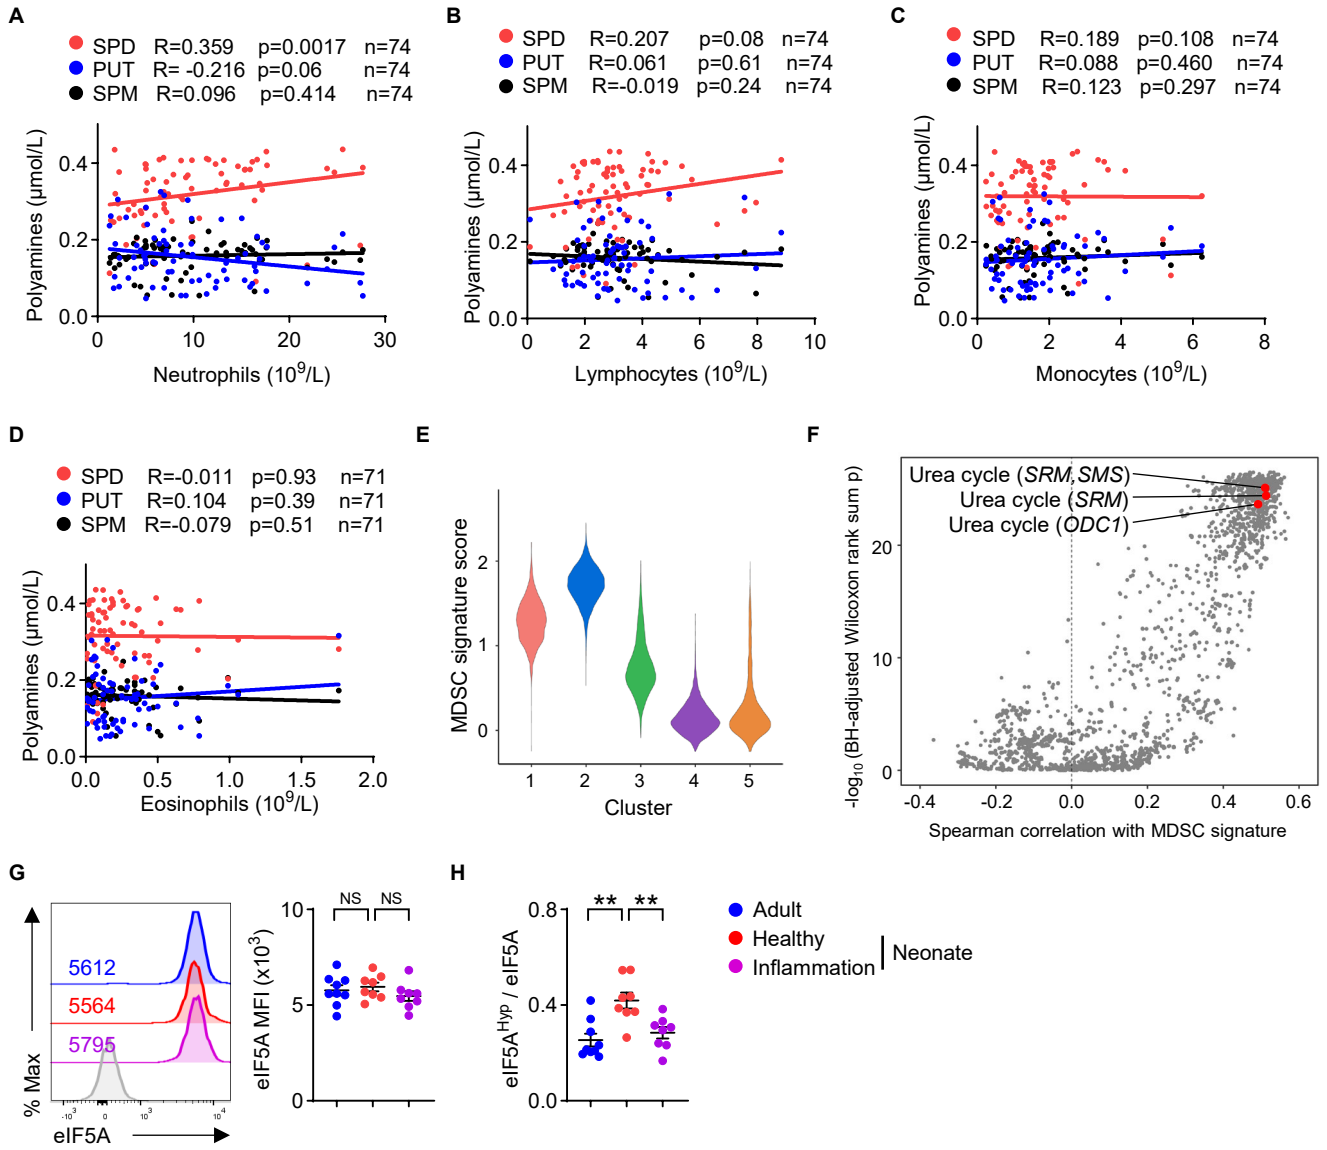 A
SPD R=0.359 p=0.0017 n=74
PUT R= -0.216 p=0.06 n=74
SPM R=0.096 p=0.414 n=74
Polyamines (µmol/L)
0.4
0.2
0.0
0 10 20 30
Neutrophils (10⁹/L)
B
SPD R=0.207 p=0.08 n=74
PUT R=0.061 p=0.61 n=74
SPM R=-0.019 p=0.24 n=74
Polyamines (µmol/L)
0.4
0.2
0.0
0 2 4 6 8 10
Lymphocytes (10⁹/L)
C
SPD R=0.189 p=0.108 n=74
PUT R=0.088 p=0.460 n=74
SPM R=0.123 p=0.297 n=74
Polyamines (µmol/L)
0.4
0.2
0.0
0 2 4 6 8
Monocytes (10⁹/L)
D
SPD R=-0.011 p=0.93 n=71
PUT R=0.104 p=0.39 n=71
SPM R=-0.079 p=0.51 n=71
Polyamines (µmol/L)
0.4
0.2
0.0
0.0 0.5 1.0 1.5 2.0
Eosinophils (10⁹/L)
E
MDSC signature score
2
1
0
1 2 3 4 5
Cluster
F
Urea cycle (SRM,SMS)
Urea cycle (SRM)
Urea cycle (ODC1)
-log₁₀ (BH-adjusted Wilcoxon rank sum p)
20
10
0
-0.4 -0.2 0.0 0.2 0.4 0.6
Spearman correlation with MDSC signature
G
% Max
5612
5564
5795
-10³ 0 10³ 10⁴
eIF5A
NS NS
eIF5A MFI (x10³)
10
5
0
H
** **
eIF5A^Hyp / eIF5A
0.8
0.4
0.0
Adult
Healthy
Inflammation
Neonate